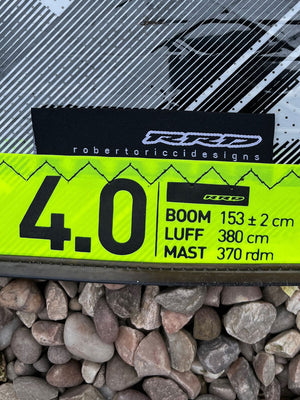 RRD
robertoriccidesigns
4.0
RRD
BOOM 153 ± 2 cm
LUFF 380 cm
MAST 370 rdm